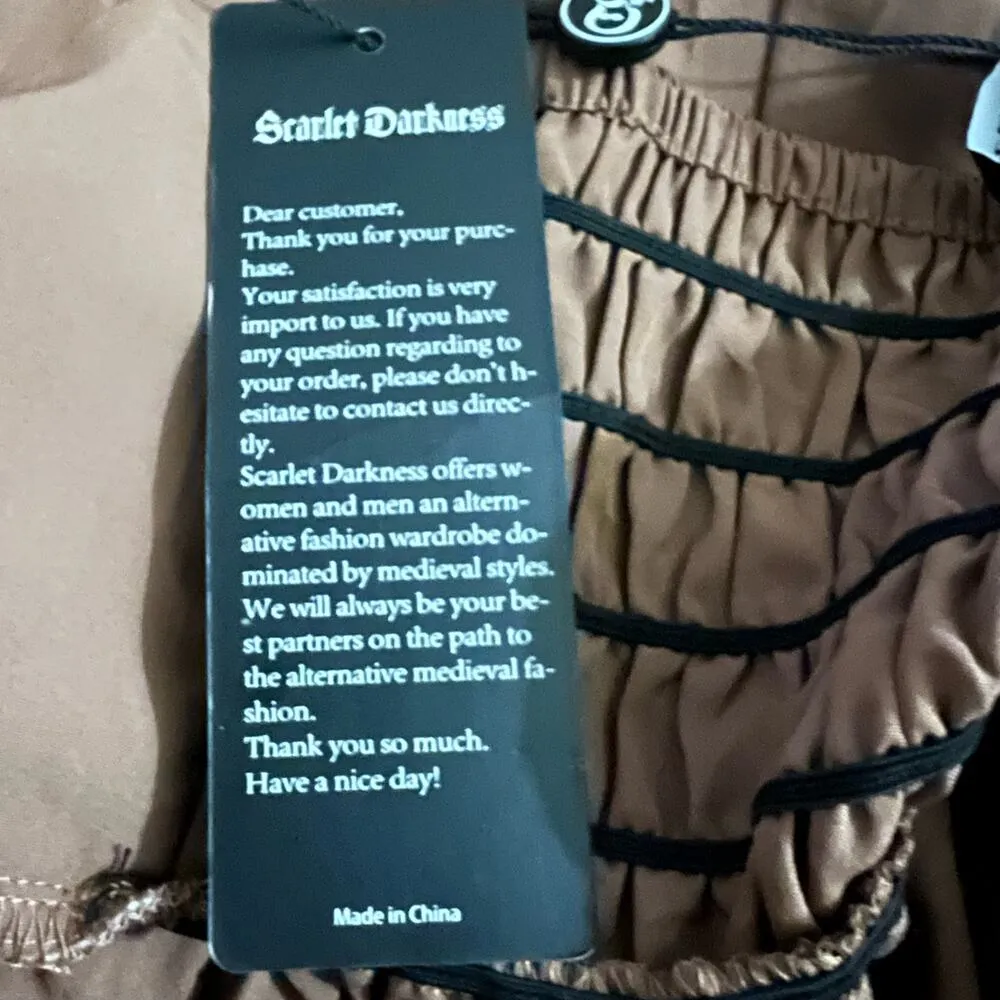 Scarlet Darkness
Dear customer,
Thank you for your purc-
hase.
Your satisfaction is very
import to us. If you have
any question regarding to
your order, please don't h-
esitate to contact us direc-
tly.
Scarlet Darkness offers w-
omen and men an altern-
ative fashion wardrobe do-
minated by medieval styles.
We will always be your be-
st partners on the path to
the alternative medieval fa-
shion.
Thank you so much.
Have a nice day!
Made in China